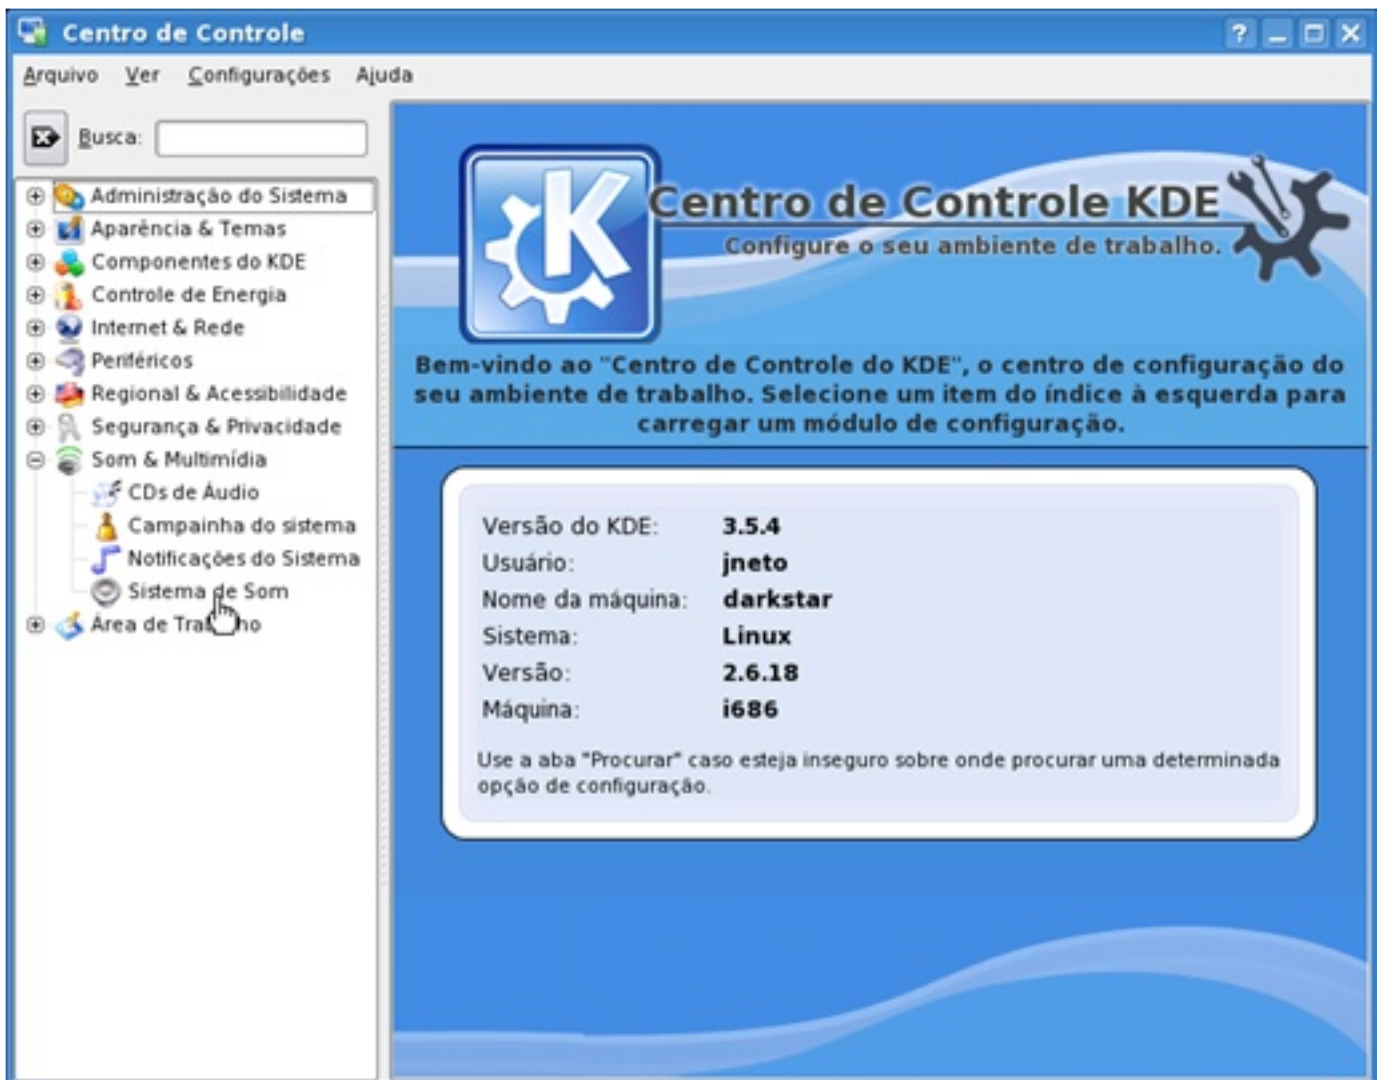 Centro de Controle
Arquivo Ver Configurações Ajuda
Busca:
Administração do Sistema
Aparência & Temas
Componentes do KDE
Controle de Energia
Internet & Rede
Periféricos
Regional & Acessibilidade
Segurança & Privacidade
Som & Multimídia
CDs de Áudio
Campainha do sistema
Notificações do Sistema
Sistema de Som
Área de Tra ho
K
Centro de Controle KDE
Configure o seu ambiente de trabalho.
Bem-vindo ao "Centro de Controle do KDE", o centro de configuração do
seu ambiente de trabalho. Selecione um item do índice à esquerda para
carregar um módulo de configuração.
Versão do KDE: 3.5.4
Usuário: jneto
Nome da máquina: darkstar
Sistema: Linux
Versão: 2.6.18
Máquina: i686
Use a aba "Procurar" caso esteja inseguro sobre onde procurar uma determinada
opção de configuração.